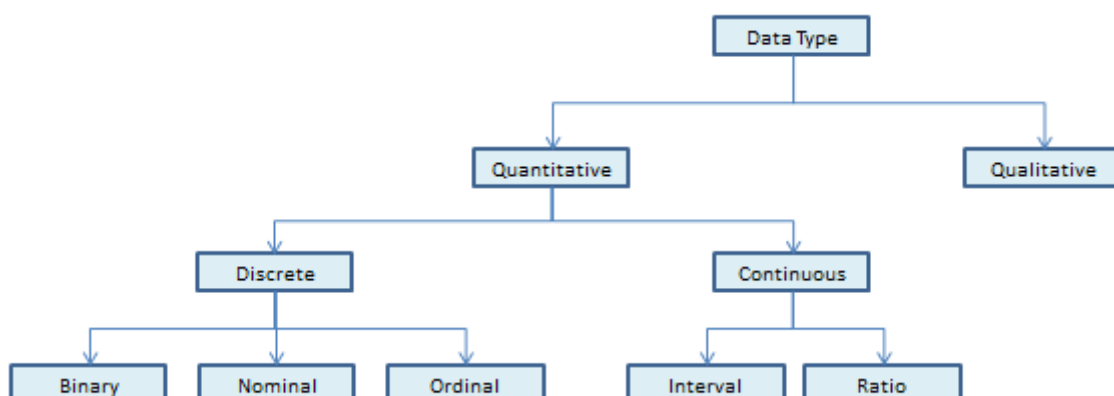 Data Type
Quantitative
Qualitative
Discrete
Continuous
Binary
Nominal
Ordinal
Interval
Ratio